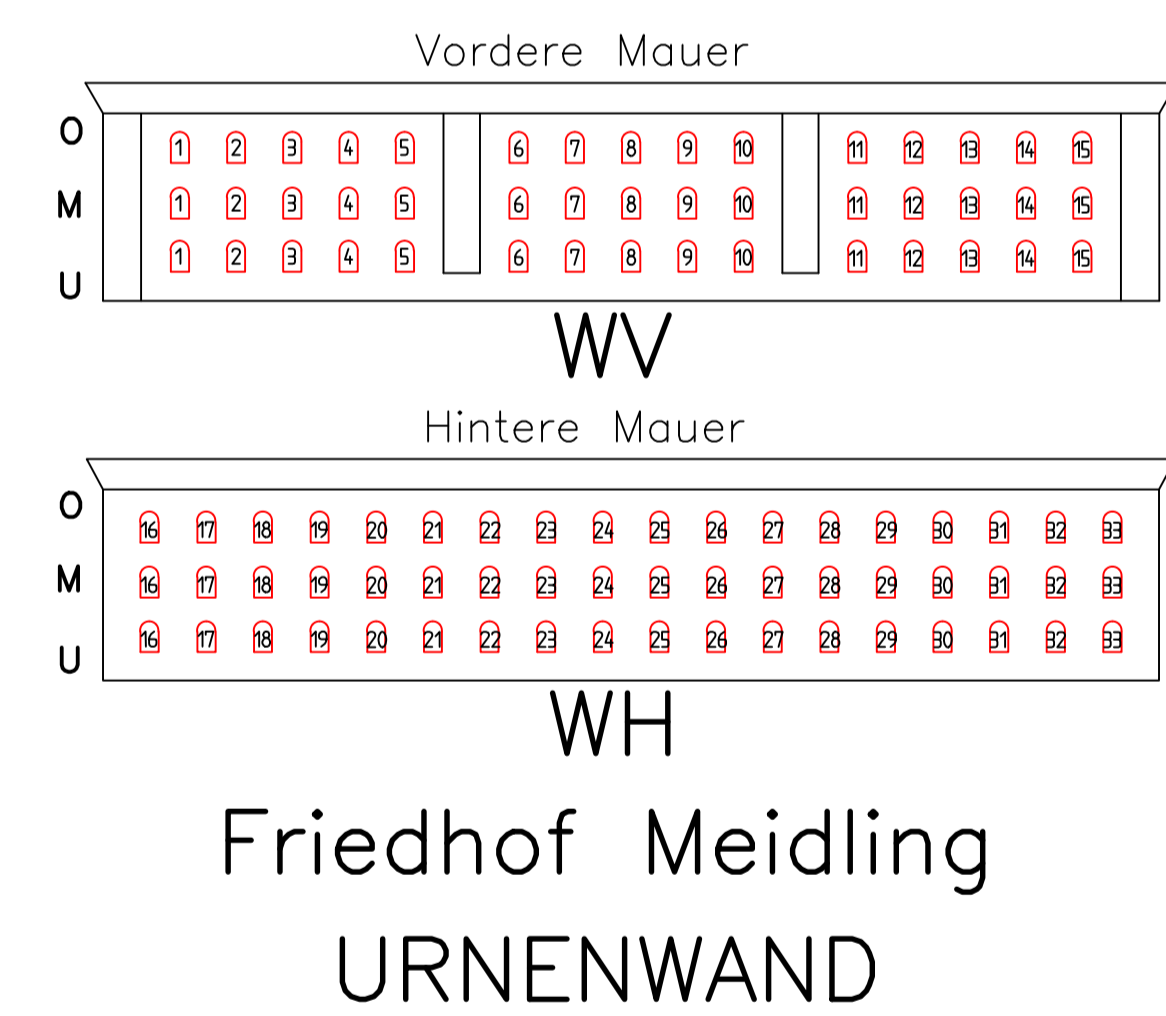 Vordere Mauer
O 1 2 3 4 5 6 7 8 9 10 11 12 13 14 15
M 1 2 3 4 5 6 7 8 9 10 11 12 13 14 15
U 1 2 3 4 5 6 7 8 9 10 11 12 13 14 15
WV
Hintere Mauer
O 16 17 18 19 20 21 22 23 24 25 26 27 28 29 30 31 32 33
M 16 17 18 19 20 21 22 23 24 25 26 27 28 29 30 31 32 33
U 16 17 18 19 20 21 22 23 24 25 26 27 28 29 30 31 32 33
WH
Friedhof Meidling
URNENWAND